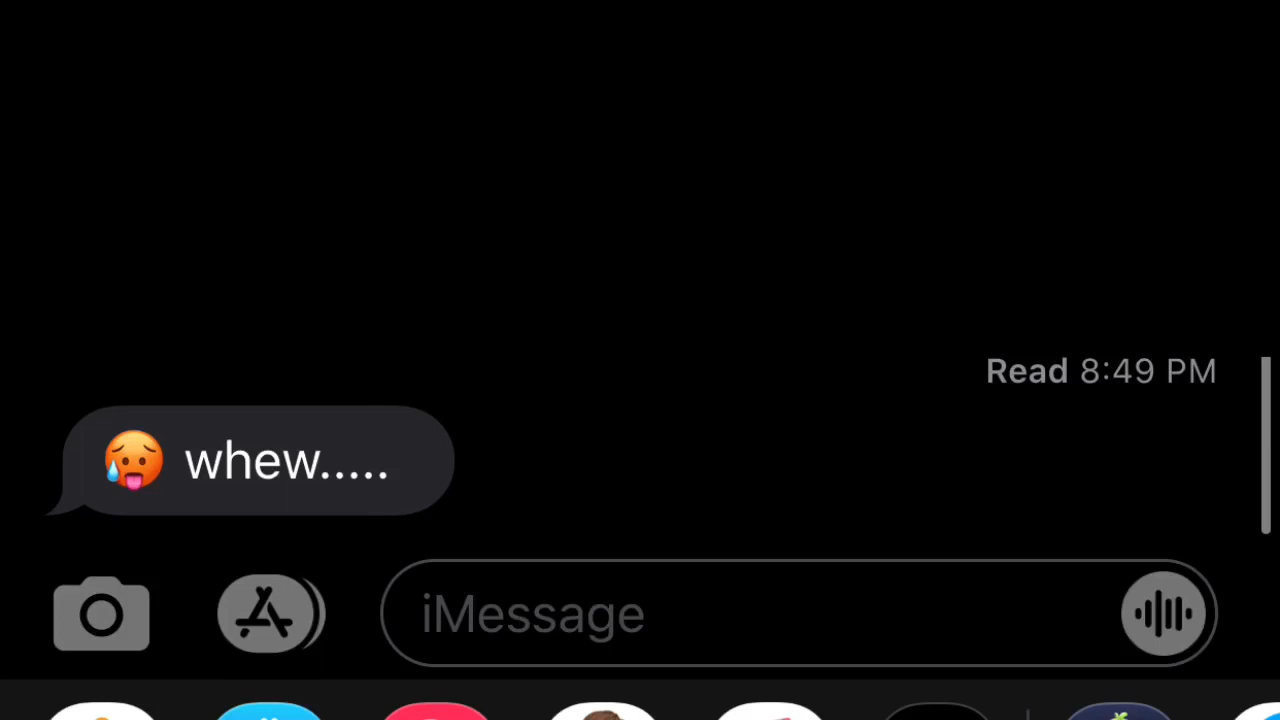 Read 8:49 PM
🥵 whew.....
iMessage